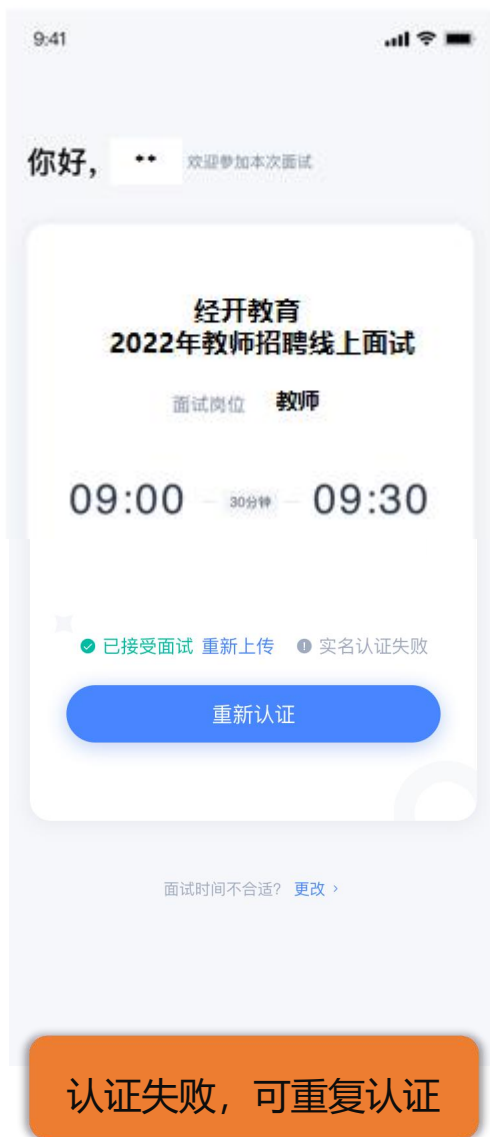 9:41
你好， ** 欢迎参加本次面试
经开教育
2022年教师招聘线上面试
面试岗位 教师
09:00 30分钟 09:30
已接受面试 重新上传 实名认证失败
重新认证
面试时间不合适? 更改 >
认证失败，可重复认证